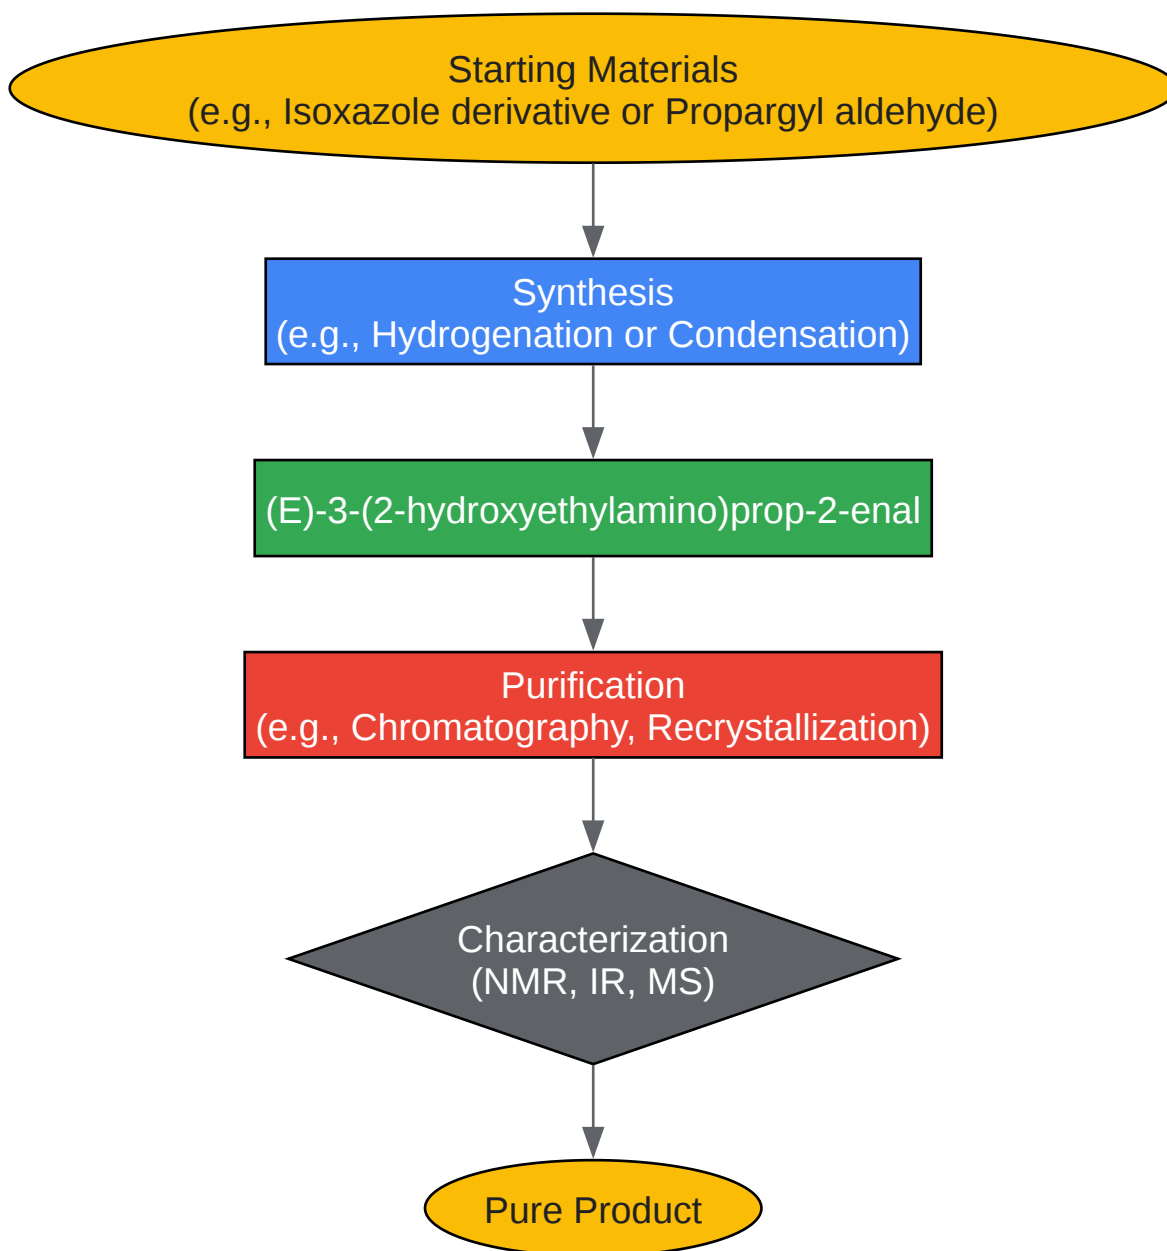 Starting Materials
(e.g., Isoxazole derivative or Propargyl aldehyde)
Synthesis
(e.g., Hydrogenation or Condensation)
(E)-3-(2-hydroxyethylamino)prop-2-enal
Purification
(e.g., Chromatography, Recrystallization)
Characterization
(NMR, IR, MS)
Pure Product